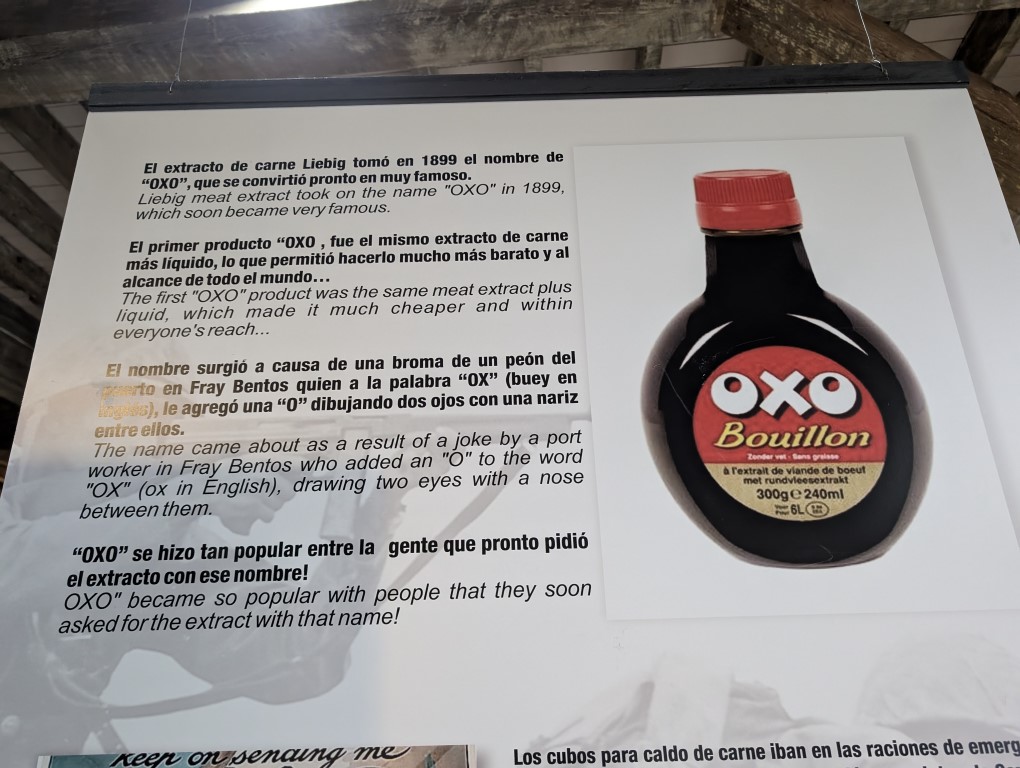 El extracto de carne Liebig tomó en 1899 el nombre de
“OXO”, que se convirtió pronto en muy famoso.
Liebig meat extract took on the name "OXO" in 1899,
which soon became very famous.
El primer producto “OXO , fue el mismo extracto de carne
más líquido, lo que permitió hacerlo mucho más barato y al
alcance de todo el mundo...
The first "OXO" product was the same meat extract plus
liquid, which made it much cheaper and within
everyone's reach...
El nombre surgió a causa de una broma de un peón del
puerto en Fray Bentos quien a la palabra “OX” (buey en
inglés), le agregó una “O” dibujando dos ojos con una nariz
entre ellos.
The name came about as a result of a joke by a port
worker in Fray Bentos who added an "O" to the word
"OX" (ox in English), drawing two eyes with a nose
between them.
“OXO” se hizo tan popular entre la gente que pronto pidió
el extracto con ese nombre!
OXO" became so popular with people that they soon
asked for the extract with that name!
OXO
Bouillon
Zonder vet - Sans graisse
à l'extrait de viande de boeuf
met rundvleesextrakt
300g e 240ml
Voor
Pour 6L
Keep on sending me
Los cubos para caldo de carne iban en las raciones de emerg